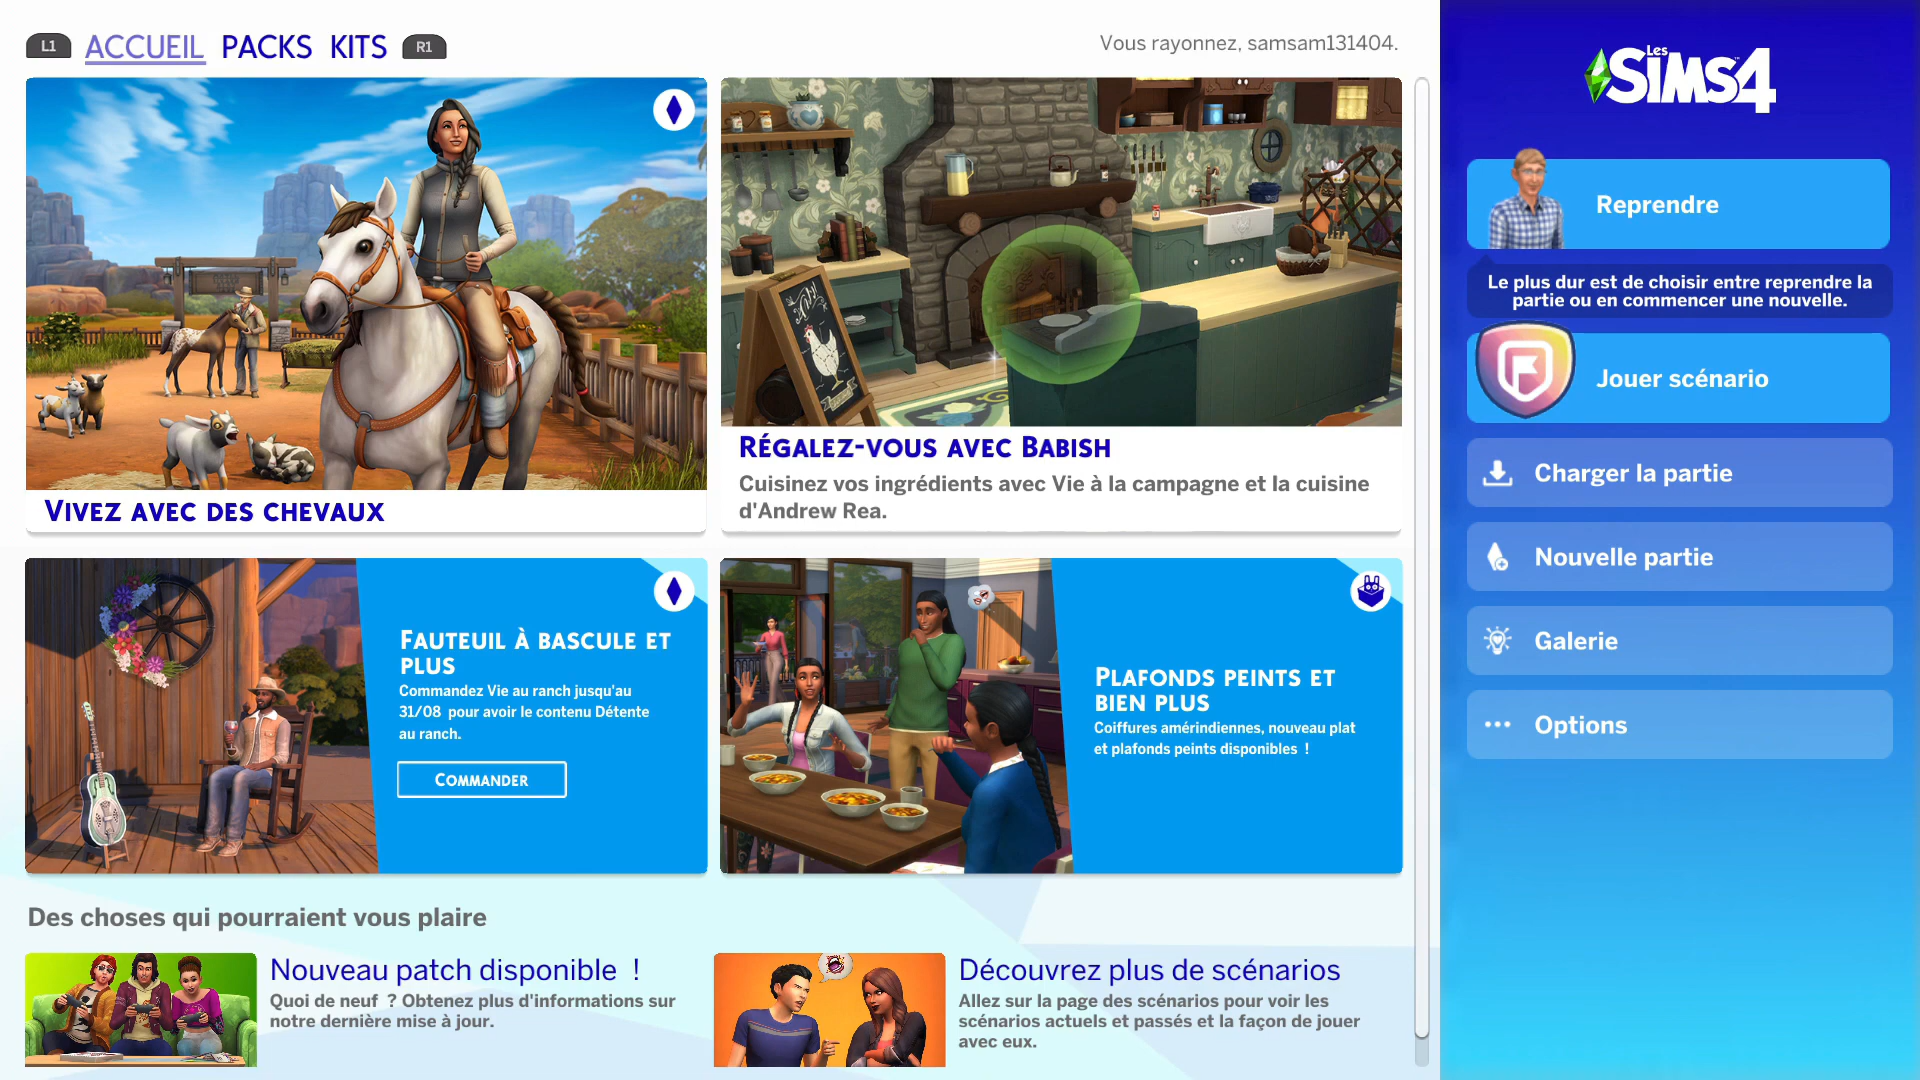 L1 ACCUEIL PACKS KITS R1
Vous rayonnez, samsam131404.
VIVEZ AVEC DES CHEVAUX
RÉGALEZ-VOUS AVEC BABISH
Cuisinez vos ingrédients avec Vie à la campagne et la cuisine
d'Andrew Rea.
FAUTEUIL À BASCULE ET
PLUS
Commandez Vie au ranch jusqu'au
31/08 pour avoir le contenu Détente
au ranch.
COMMANDER
PLAFONDS PEINTS ET
BIEN PLUS
Coiffures amérindiennes, nouveau plat
et plafonds peints disponibles !
Des choses qui pourraient vous plaire
Nouveau patch disponible !
Quoi de neuf ? Obtenez plus d'informations sur
notre dernière mise à jour.
Découvrez plus de scénarios
Allez sur la page des scénarios pour voir les
scénarios actuels et passés et la façon de jouer
avec eux.
Les
SIMS4
Reprendre
Le plus dur est de choisir entre reprendre la
partie ou en commencer une nouvelle.
Jouer scénario
Charger la partie
Nouvelle partie
Galerie
Options